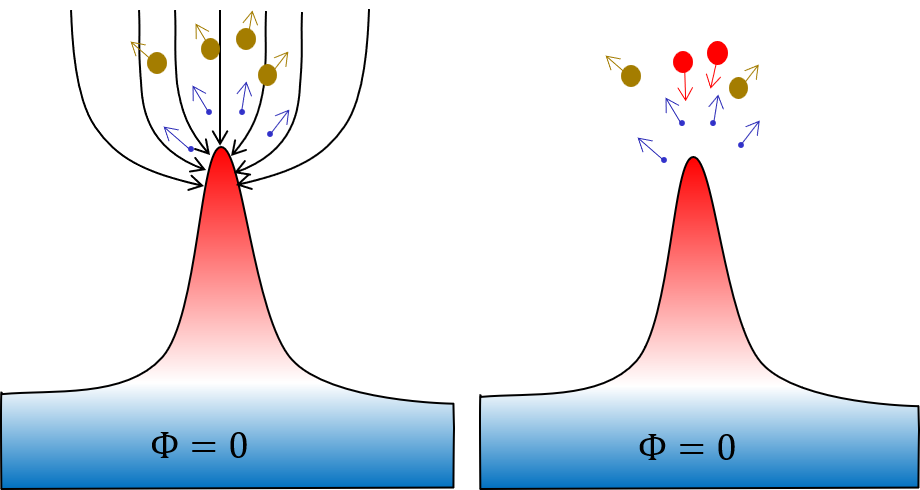 Φ = 0
Φ = 0